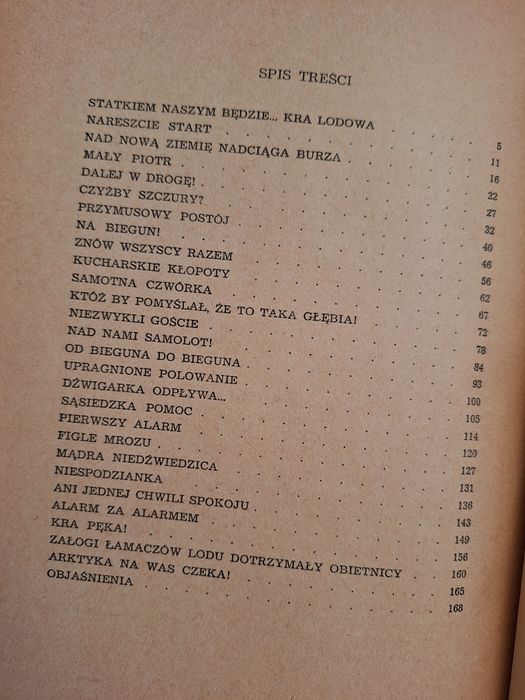 SPIS TREŚCI
STATKIEM NASZYM BĘDZIE... KRA LODOWA . . . . 5
NARESZCIE START . . . . . . . . 11
NAD NOWĄ ZIEMIĘ NADCIĄGA BURZA . . . . . 16
MAŁY PIOTR . . . . . . . . . 22
DALEJ W DROGĘ! . . . . . . . . 27
CZYŻBY SZCZURY? . . . . . . . . 32
PRZYMUSOWY POSTÓJ . . . . . . . 40
NA BIEGUN! . . . . . . . . . 46
ZNÓW WSZYSCY RAZEM . . . . . . . 56
KUCHARSKIE KŁOPOTY . . . . . . . 62
SAMOTNA CZWÓRKA . . . . . . . . 67
KTÓŻ BY POMYŚLAŁ, ŻE TO TAKA GŁĘBIA! . . . . 72
NIEZWYKLI GOŚCIE . . . . . . . . 78
NAD NAMI SAMOLOT! . . . . . . . . 84
OD BIEGUNA DO BIEGUNA . . . . . . . 93
UPRAGNIONE POLOWANIE . . . . . . . 100
DŹWIGARKA ODPŁYWA... . . . . . . . 105
SĄSIEDZKA POMOC . . . . . . . . 114
PIERWSZY ALARM . . . . . . . . 120
FIGLE MROZU . . . . . . . . . 127
MĄDRA NIEDŹWIEDZICA . . . . . . . 131
NIESPODZIANKA . . . . . . . . 136
ANI JEDNEJ CHWILI SPOKOJU . . . . . . 143
ALARM ZA ALARMEM . . . . . . . . 149
KRA PĘKA! . . . . . . . . . 156
ZAŁOGI ŁAMACZÓW LODU DOTRZYMAŁY OBIETNICY . . 160
ARKTYKA NA WAS CZEKA! . . . . . . . 165
OBJAŚNIENIA . . . . . . . . . 168